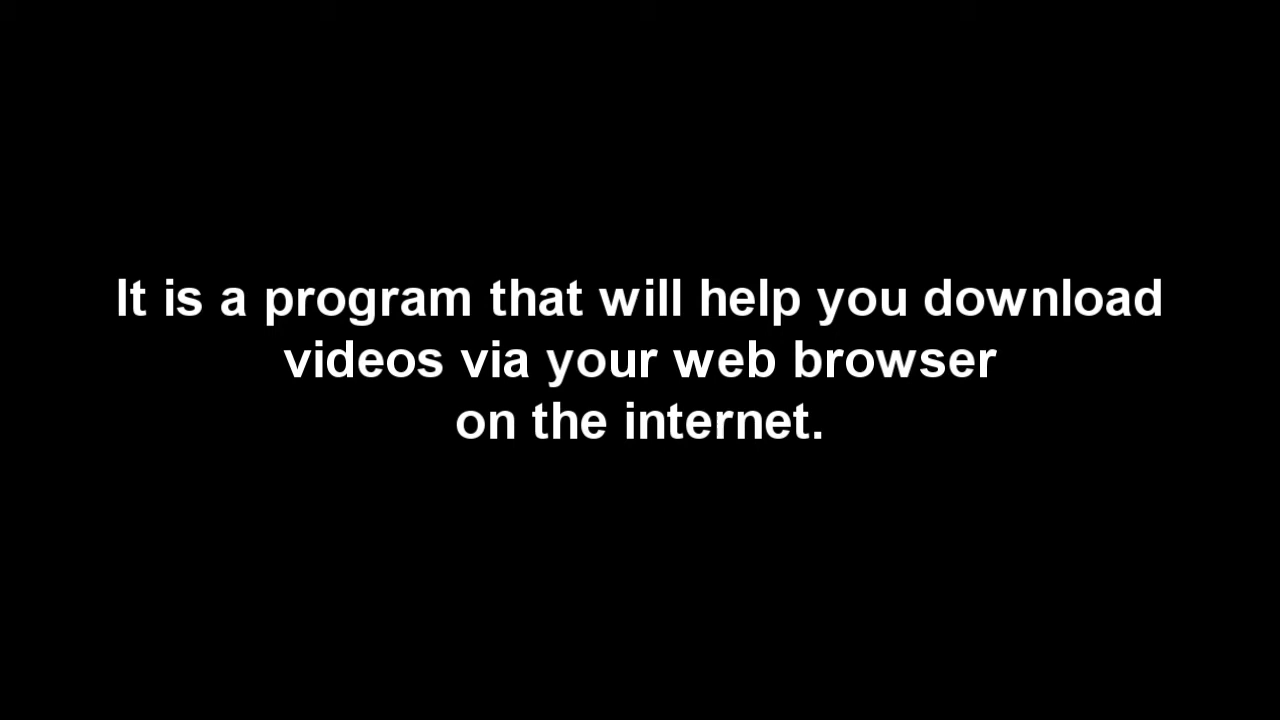 It is a program that will help you download
videos via your web browser
on the internet.